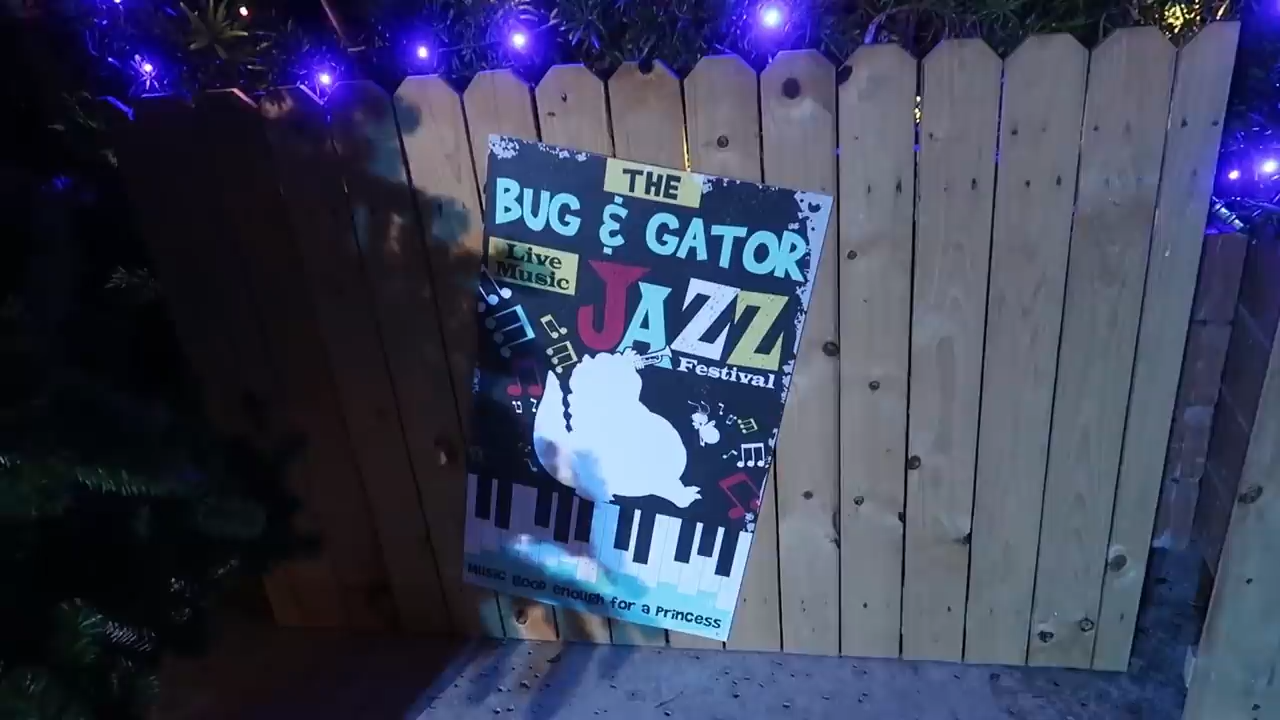 THE
BUG & GATOR
Live
Music
JAZZ
Festival
Music GOOD enough for a Princess